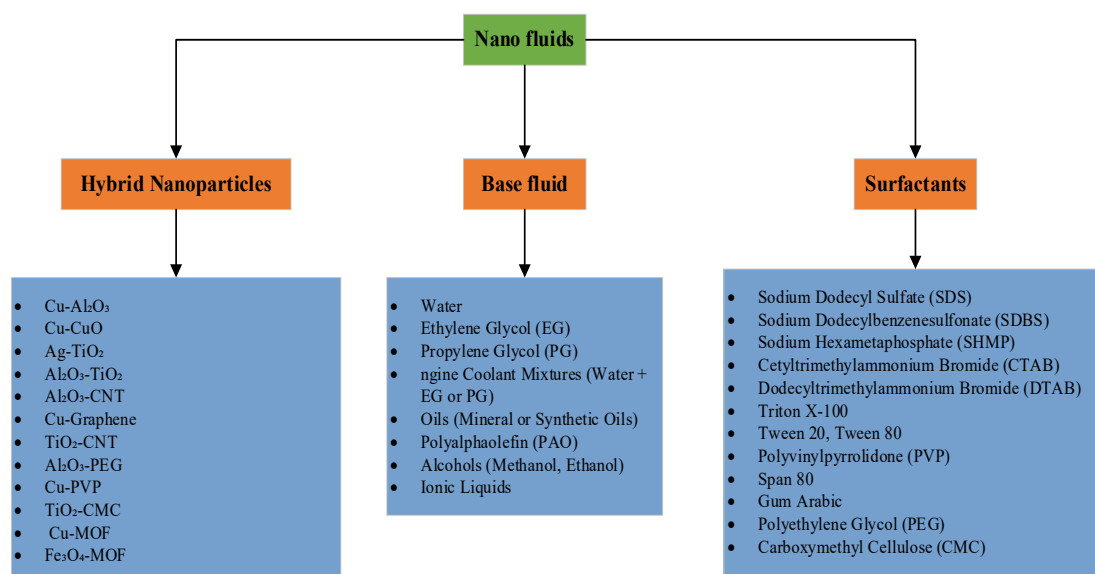 Nano fluids
Hybrid Nanoparticles
Base fluid
Surfactants
• Cu-Al₂O₃
• Cu-CuO
• Ag-TiO₂
• Al₂O₃-TiO₂
• Al₂O₃-CNT
• Cu-Graphene
• TiO₂-CNT
• Al₂O₃-PEG
• Cu-PVP
• TiO₂-CMC
• Cu-MOF
• Fe₃O₄-MOF
• Water
• Ethylene Glycol (EG)
• Propylene Glycol (PG)
• ngine Coolant Mixtures (Water +
EG or PG)
• Oils (Mineral or Synthetic Oils)
• Polyalphaolefin (PAO)
• Alcohols (Methanol, Ethanol)
• Ionic Liquids
• Sodium Dodecyl Sulfate (SDS)
• Sodium Dodecylbenzenesulfonate (SDBS)
• Sodium Hexametaphosphate (SHMP)
• Cetyltrimethylammonium Bromide (CTAB)
• Dodecyltrimethylammonium Bromide (DTAB)
• Triton X-100
• Tween 20, Tween 80
• Polyvinylpyrrolidone (PVP)
• Span 80
• Gum Arabic
• Polyethylene Glycol (PEG)
• Carboxymethyl Cellulose (CMC)